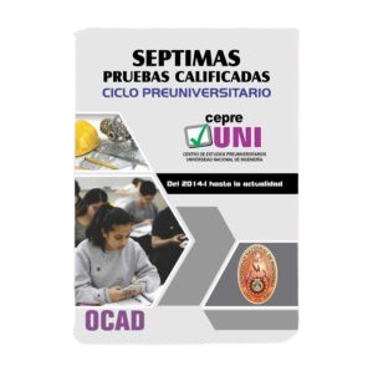 SEPTIMAS
PRUEBAS CALIFICADAS
CICLO PREUNIVERSITARIO
cepre
UNI
CENTRO DE ESTUDIOS PREUNIVERSITARIOS
UNIVERSIDAD NACIONAL DE INGENIERÍA
Del 2014-I hasta la actualidad
OCAD